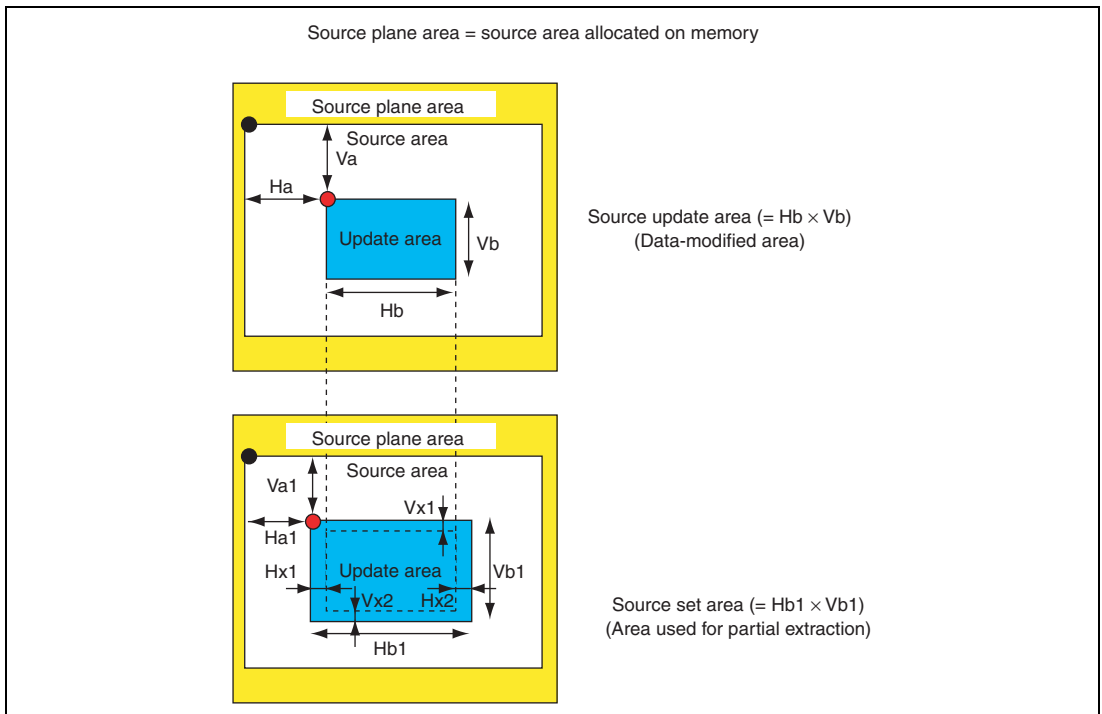 Source plane area = source area allocated on memory
Source plane area
Source area
Va
Ha
Update area
Vb
Hb
Source update area (= Hb × Vb)
(Data-modified area)
Source plane area
Source area
Va1
Vx1
Ha1
Update area
Vb1
Hx1
Vx2
Hx2
Hb1
Source set area (= Hb1 × Vb1)
(Area used for partial extraction)